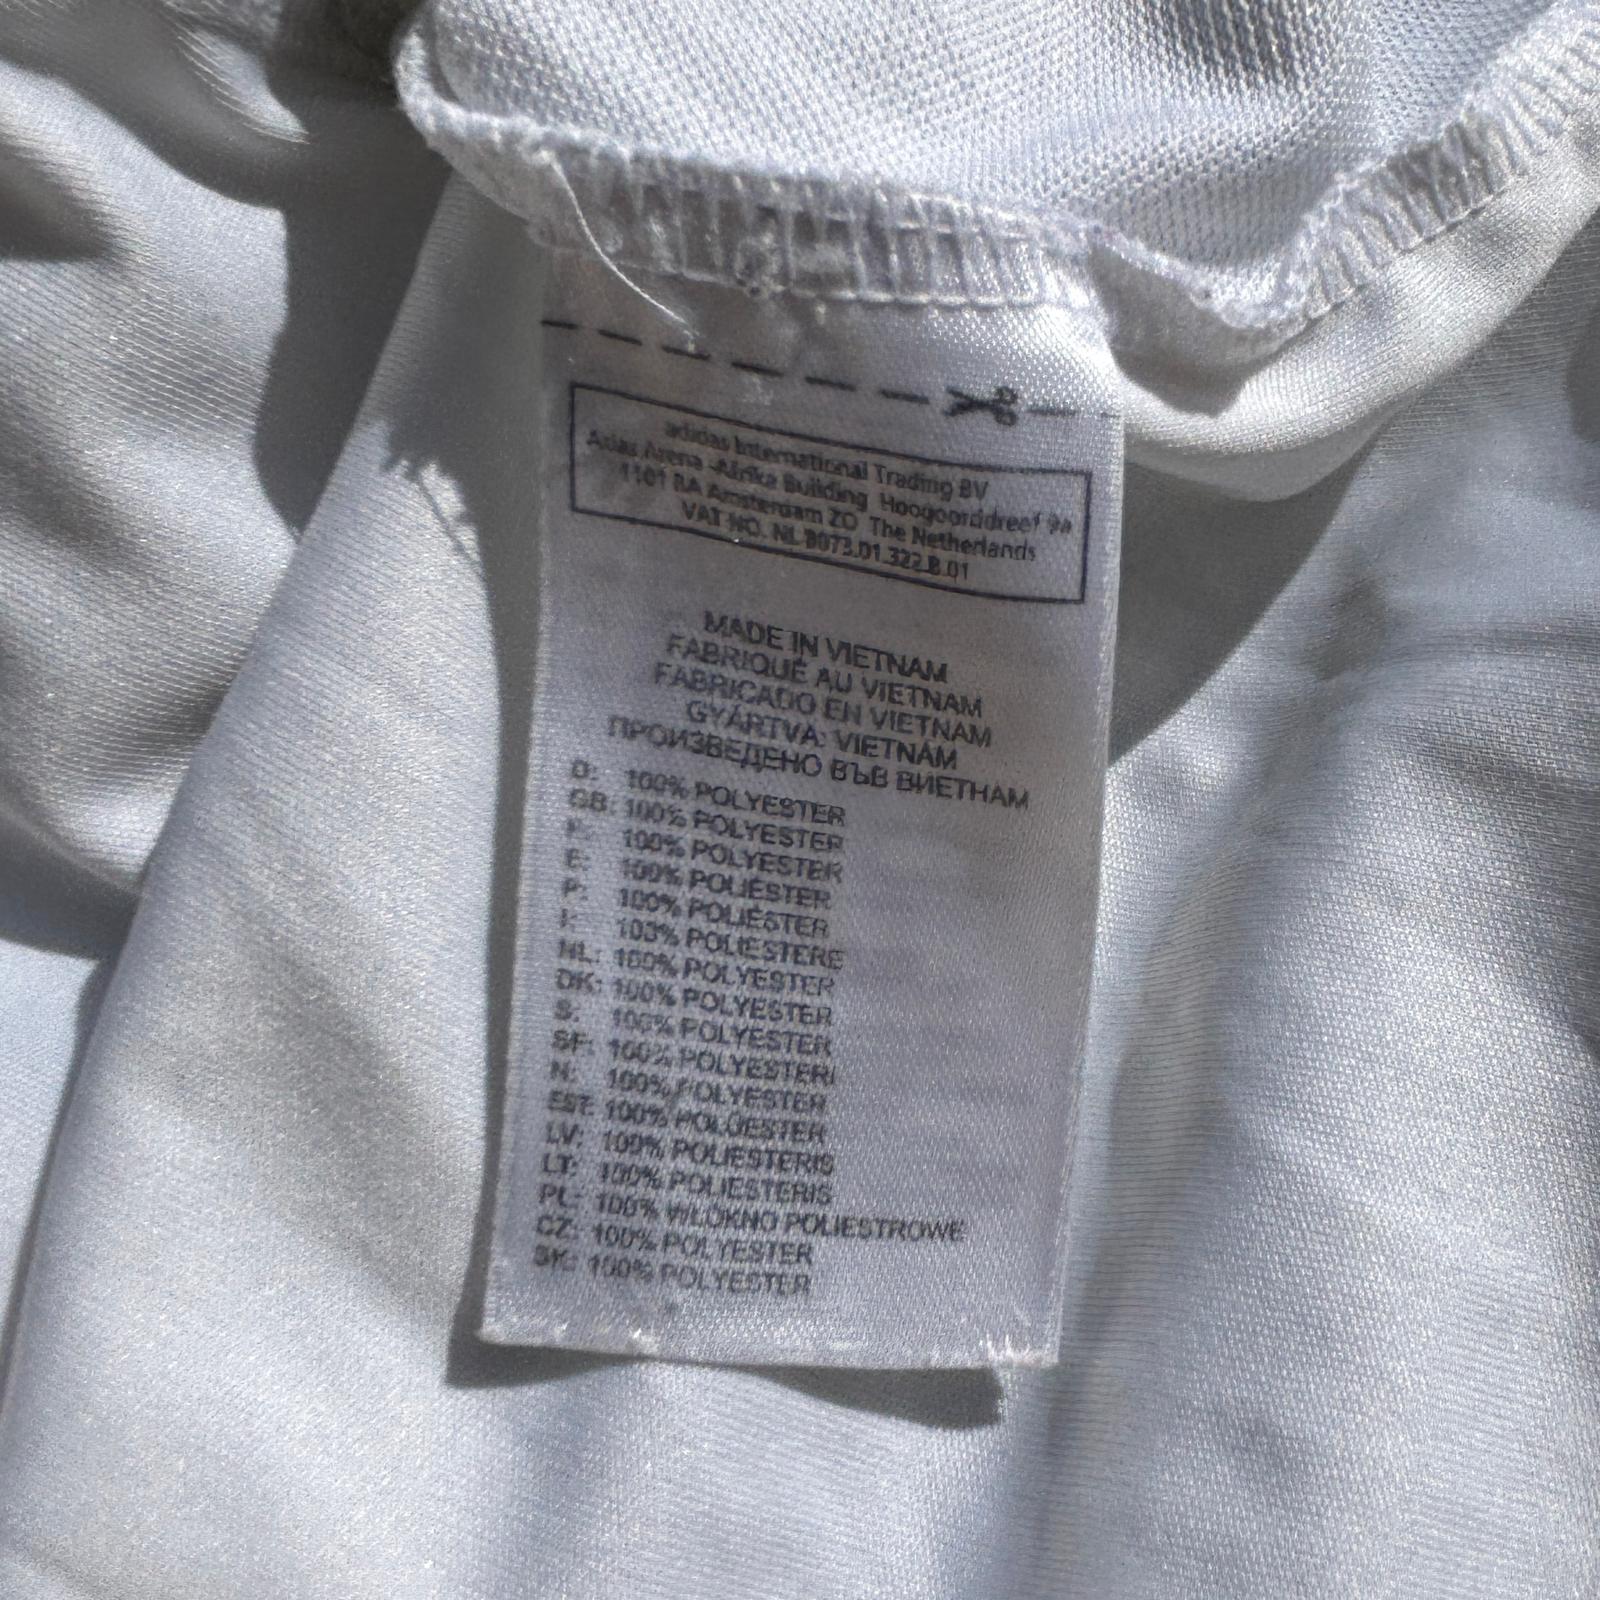 adidas International Trading BV
Atlas Arena -Afrika Building Hoogoorddreef 9a
1101 BA Amsterdam ZO The Netherlands
VAT NO. NL 8073.01.322.B.01
MADE IN VIETNAM
FABRIQUÉ AU VIETNAM
FABRICADO EN VIETNAM
GYÁRTVA: VIETNÁM
ПРОИЗВЕДЕНО ВЪВ ВИЕТНАМ
D: 100% POLYESTER
GB: 100% POLYESTER
F: 100% POLYESTER
E: 100% POLIÉSTER
P: 100% POLIÉSTER
I: 100% POLIESTERE
NL: 100% POLYESTER
DK: 100% POLYESTER
S: 100% POLYESTER
SF: 100% POLYESTERI
N: 100% POLYESTER
EST: 100% POLÜESTER
LV: 100% POLIESTERIS
LT: 100% POLIESTERIS
PL: 100% WŁÓKNO POLIESTROWE
CZ: 100% POLYESTER
SK: 100% POLYESTER